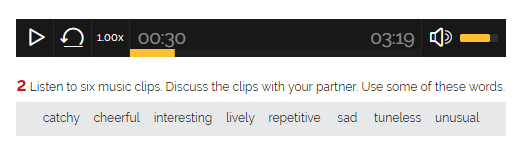 1.00x 00:30 03:19
2 Listen to six music clips. Discuss the clips with your partner. Use some of these words.
catchy cheerful interesting lively repetitive sad tuneless unusual